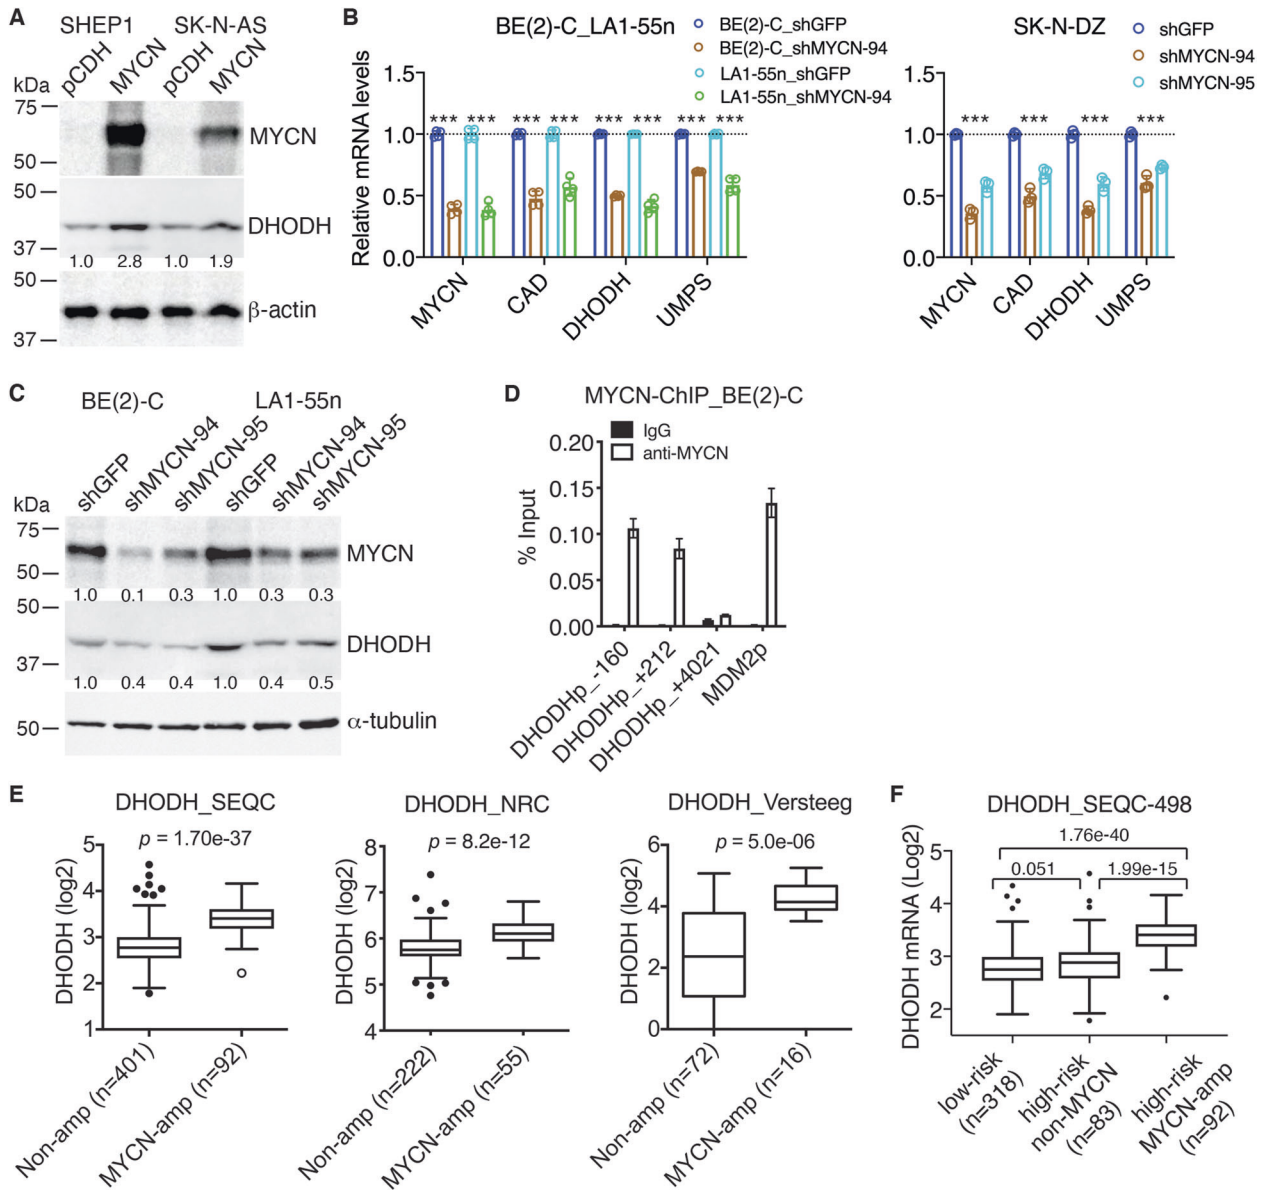 A
SHEP1 SK-N-AS
pCDH MYCN pCDH MYCN
kDa
75
MYCN
50
50
DHODH
37
1.0 2.8 1.0 1.9
50
β-actin
37
B
BE(2)-C_LA1-55n
BE(2)-C_shGFP
BE(2)-C_shMYCN-94
LA1-55n_shGFP
LA1-55n_shMYCN-94
Relative mRNA levels
1.5
1.0
0.5
0.0
*** *** *** *** *** *** *** ***
MYCN CAD DHODH UMPS
SK-N-DZ
shGFP
shMYCN-94
shMYCN-95
1.5
1.0
0.5
0.0
*** *** *** ***
MYCN CAD DHODH UMPS
C
BE(2)-C LA1-55n
shGFP shMYCN-94 shMYCN-95 shGFP shMYCN-94 shMYCN-95
kDa
75
MYCN
50
1.0 0.1 0.3 1.0 0.3 0.3
50
DHODH
37
1.0 0.4 0.4 1.0 0.4 0.5
α-tubulin
50
D
MYCN-ChIP_BE(2)-C
IgG
anti-MYCN
% Input
0.20
0.15
0.10
0.05
0.00
DHODHp_-160 DHODHp_+212 DHODHp_+4021 MDM2p
E
DHODH_SEQC
p = 1.70e-37
DHODH (log2)
5
4
3
2
1
Non-amp (n=401) MYCN-amp (n=92)
DHODH_NRC
p = 8.2e-12
DHODH (log2)
8
7
6
5
4
Non-amp (n=222) MYCN-amp (n=55)
DHODH_Versteeg
p = 5.0e-06
DHODH (log2)
6
4
2
0
Non-amp (n=72) MYCN-amp (n=16)
F
DHODH_SEQC-498
1.76e-40
0.051 1.99e-15
DHODH mRNA (Log2)
5
4
3
2
low-risk
(n=318)
high-risk
non-MYCN
(n=83)
high-risk
MYCN-amp
(n=92)